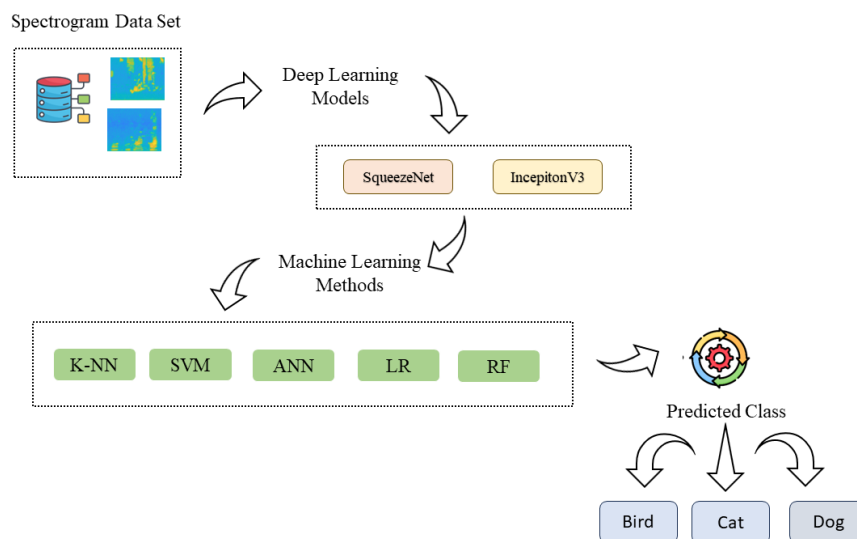 Spectrogram Data Set
Deep Learning
Models
SqueezeNet
IncepitonV3
Machine Learning
Methods
K-NN
SVM
ANN
LR
RF
Predicted Class
Bird
Cat
Dog